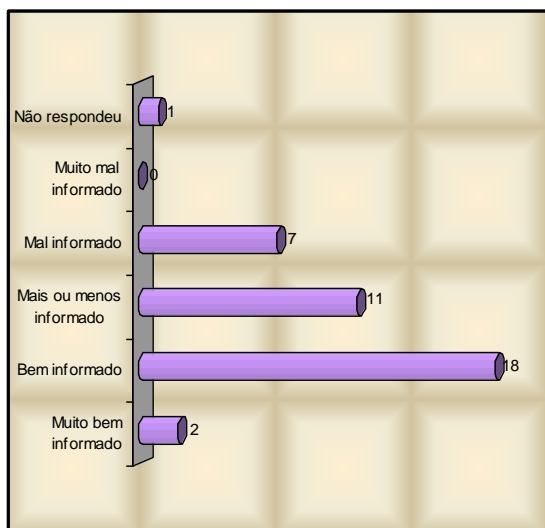 Não respondeu
1
Muito mal
informado
0
Mal informado
7
Mais ou menos
informado
11
Bem informado
18
Muito bem
informado
2